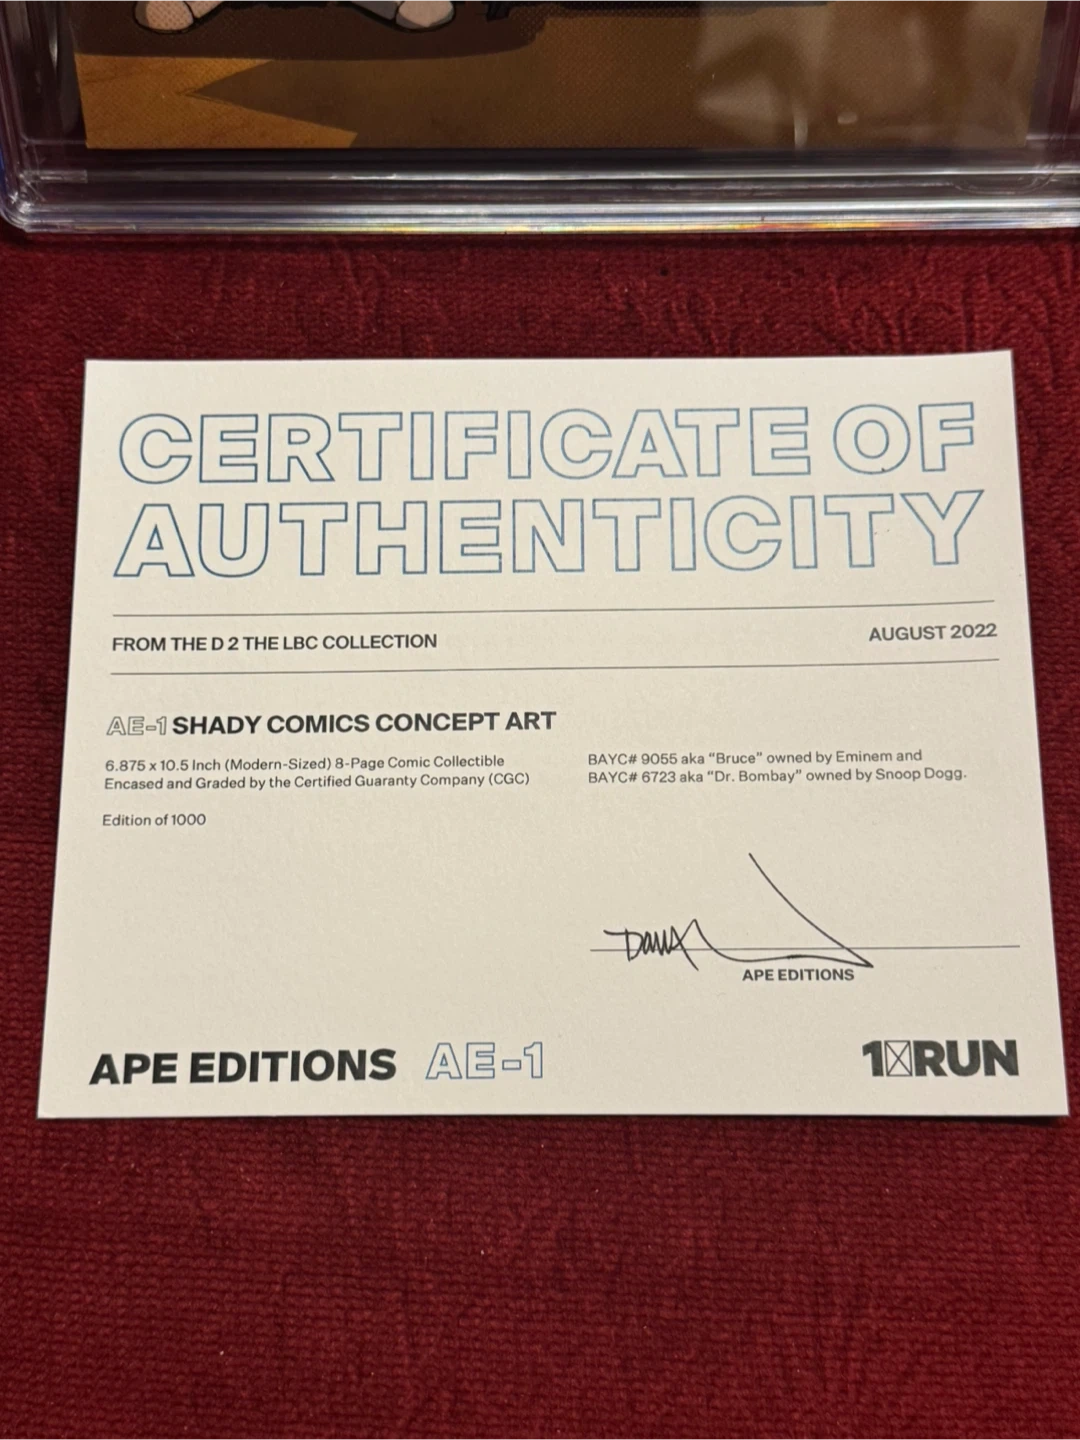 CERTIFICATE OF
AUTHENTICITY
FROM THE D 2 THE LBC COLLECTION
AUGUST 2022
AE-1 SHADY COMICS CONCEPT ART
6.875 x 10.5 Inch (Modern-Sized) 8-Page Comic Collectible
Encased and Graded by the Certified Guaranty Company (CGC)
Edition of 1000
BAYC# 9055 aka “Bruce” owned by Eminem and
BAYC# 6723 aka “Dr. Bombay” owned by Snoop Dogg.
APE EDITIONS
APE EDITIONS AE-1
1XRUN